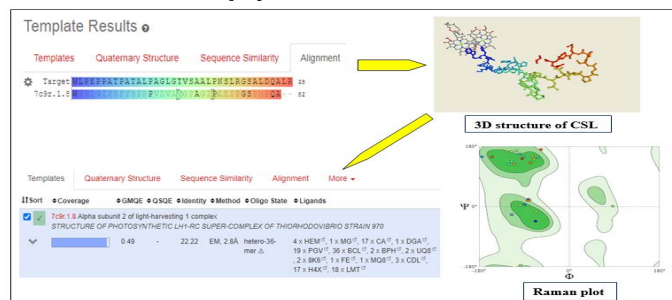 Template Results
Templates Quaternary Structure Sequence Similarity Alignment
Target
7c9r.1.8
3D structure of CSL
Templates Quaternary Structure Sequence Similarity Alignment More
Sort Coverage GMQE QSQE Identity Method Oligo State Ligands
7c9r.1.8 Alpha subunit 2 of light-harvesting 1 complex
STRUCTURE OF PHOTOSYNTHETIC LH1-RC SUPER-COMPLEX OF THIORHODOVIBRIO STRAIN 970
0.49 - 22.22 EM, 2.8Å hetero-36-mer
4 x HEM, 1 x MG, 17 x CA, 1 x DGA,
19 x PGV, 36 x BCL, 2 x BPH, 2 x UQ8
, 2 x 8K6, 1 x FE, 1 x MQ8, 3 x CDL,
17 x H4X, 18 x LMT
180°
Ψ 0°
-180°
-180° 0° 180°
Φ
Raman plot